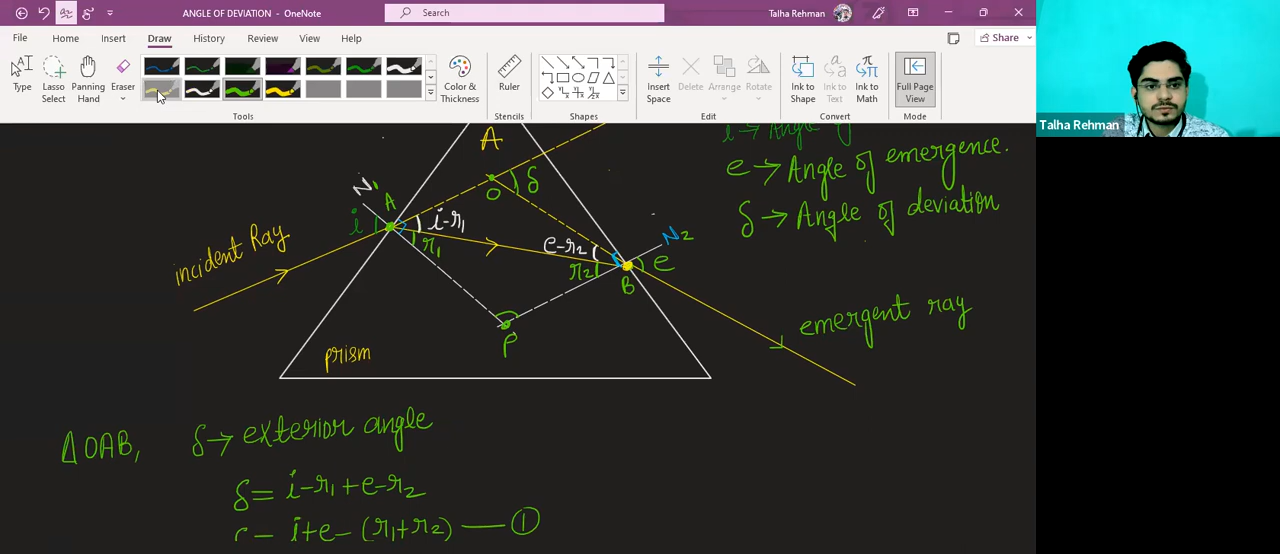 ANGLE OF DEVIATION - OneNote
Search
Talha Rehman
File Home Insert Draw History Review View Help
Share
Type
Lasso Select
Panning Hand
Eraser
Color & Thickness
Ruler
Insert Space
Delete
Arrange
Rotate
Ink to Shape
Ink to Text
Ink to Math
Full Page View
Tools
Shapes
Edit
Convert
Mode
Talha Rehman
A
i → Angle of
e → Angle of emergence.
δ → Angle of deviation
N1
A
O
δ
i
i-r1
r1
e-r2
r2
N2
e
B
incident Ray
P
prism
emergent ray
ΔOAB, δ → exterior angle
δ = i-r1+e-r2
i+e-(r1+r2) — ①